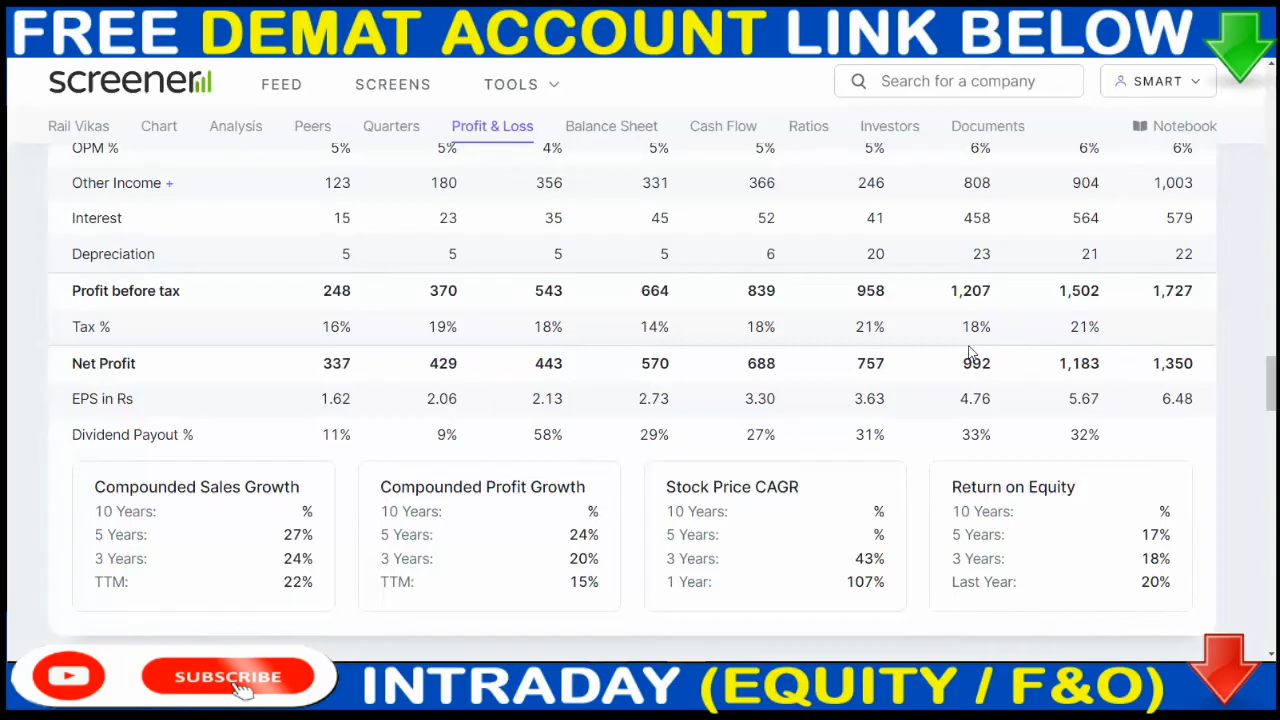 FREE DEMAT ACCOUNT LINK BELOW
screener FEED SCREENS TOOLS Search for a company SMART
Rail Vikas Chart Analysis Peers Quarters Profit & Loss Balance Sheet Cash Flow Ratios Investors Documents Notebook
OPM % 5% 5% 4% 5% 5% 5% 6% 6% 6%
Other Income + 123 180 356 331 366 246 808 904 1,003
Interest 15 23 35 45 52 41 458 564 579
Depreciation 5 5 5 5 6 20 23 21 22
Profit before tax 248 370 543 664 839 958 1,207 1,502 1,727
Tax % 16% 19% 18% 14% 18% 21% 18% 21%
Net Profit 337 429 443 570 688 757 992 1,183 1,350
EPS in Rs 1.62 2.06 2.13 2.73 3.30 3.63 4.76 5.67 6.48
Dividend Payout % 11% 9% 58% 29% 27% 31% 33% 32%
Compounded Sales Growth
10 Years: %
5 Years: 27%
3 Years: 24%
TTM: 22%
Compounded Profit Growth
10 Years: %
5 Years: 24%
3 Years: 20%
TTM: 15%
Stock Price CAGR
10 Years: %
5 Years: %
3 Years: 43%
1 Year: 107%
Return on Equity
10 Years: %
5 Years: 17%
3 Years: 18%
Last Year: 20%
SUBSCRIBE
INTRADAY (EQUITY / F&O)